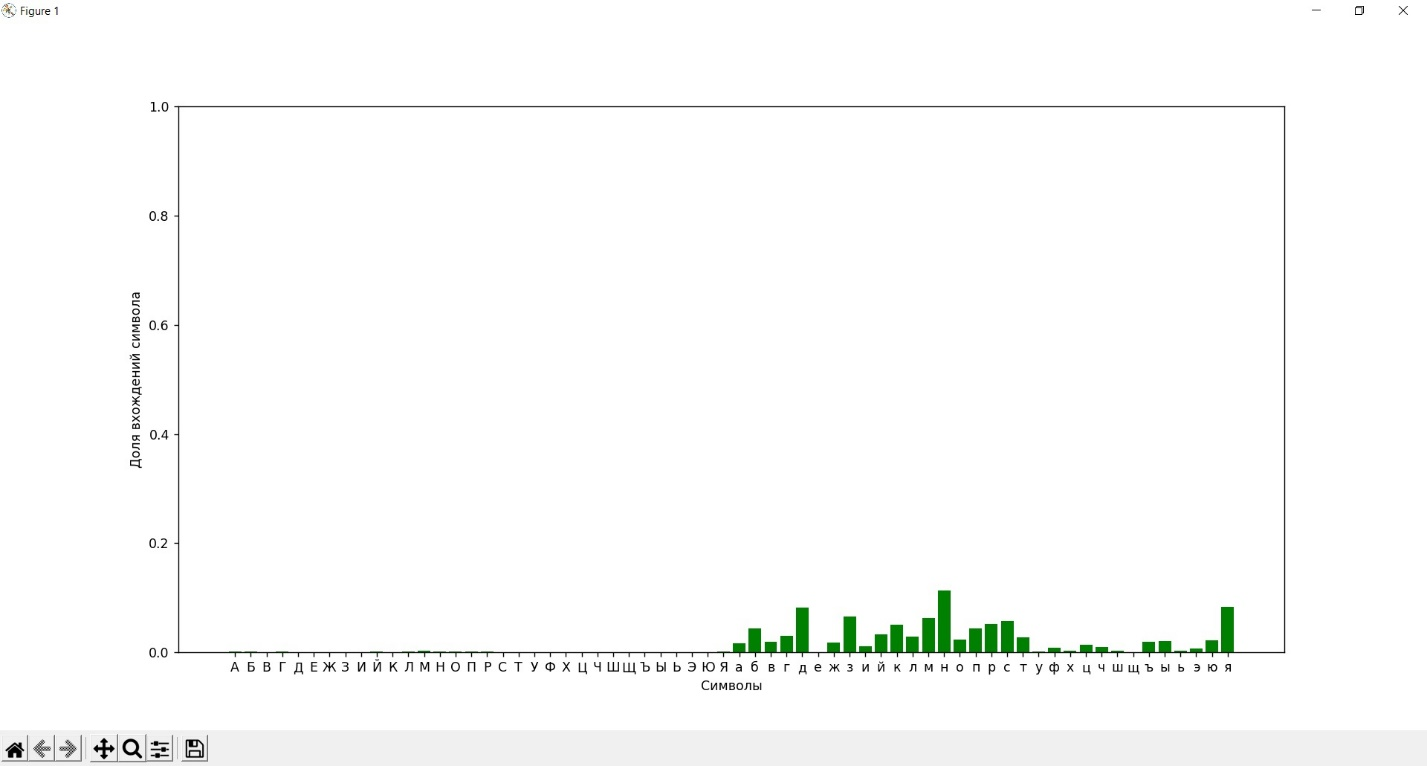 Figure 1
1.0
0.8
0.6
0.4
0.2
0.0
Доля вхождений символа
А Б В Г Д Е Ж З И Й К Л М Н О П Р С Т У Ф Х Ц Ч Ш Щ Ъ Ы Ь Э Ю Я а б в г д е ж з и й к л м н о п р с т у ф х ц ч ш щ ъ ы ь э ю я
Символы